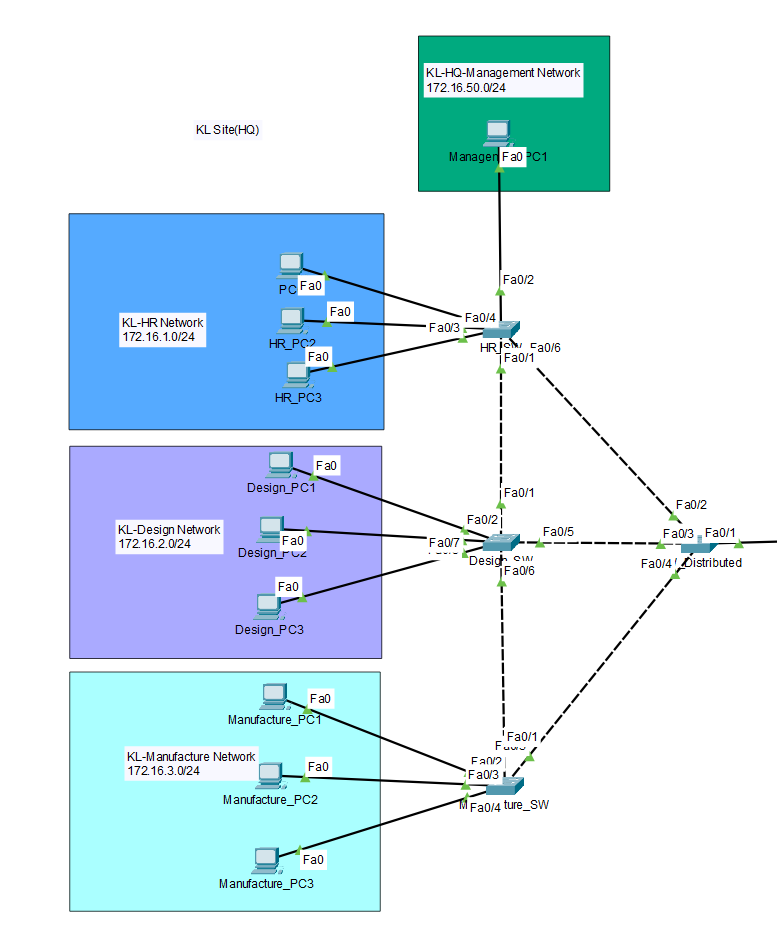 KL-HQ-Management Network
172.16.50.0/24
KL Site(HQ)
Fa0
PC1
Fa0/2
PC
Fa0
Fa0/4
KL-HR Network
172.16.1.0/24
Fa0
HR_PC2
Fa0/3
HR_SW
Fa0/6
Fa0/1
Fa0
HR_PC3
Fa0
Design_PC1
Fa0/1
Fa0/2
Fa0/2
KL-Design Network
172.16.2.0/24
Fa0
Design_PC2
Fa0/7
Fa0/5
Fa0/3
Fa0/1
Design_SW
Fa0/6
Fa0/4
_Distributed
Fa0
Design_PC3
Fa0
Manufacture_PC1
Fa0/1
KL-Manufacture Network
172.16.3.0/24
Fa0
Manufacture_PC2
Fa0/2
Fa0/3
Fa0/4
ture_SW
Fa0
Manufacture_PC3